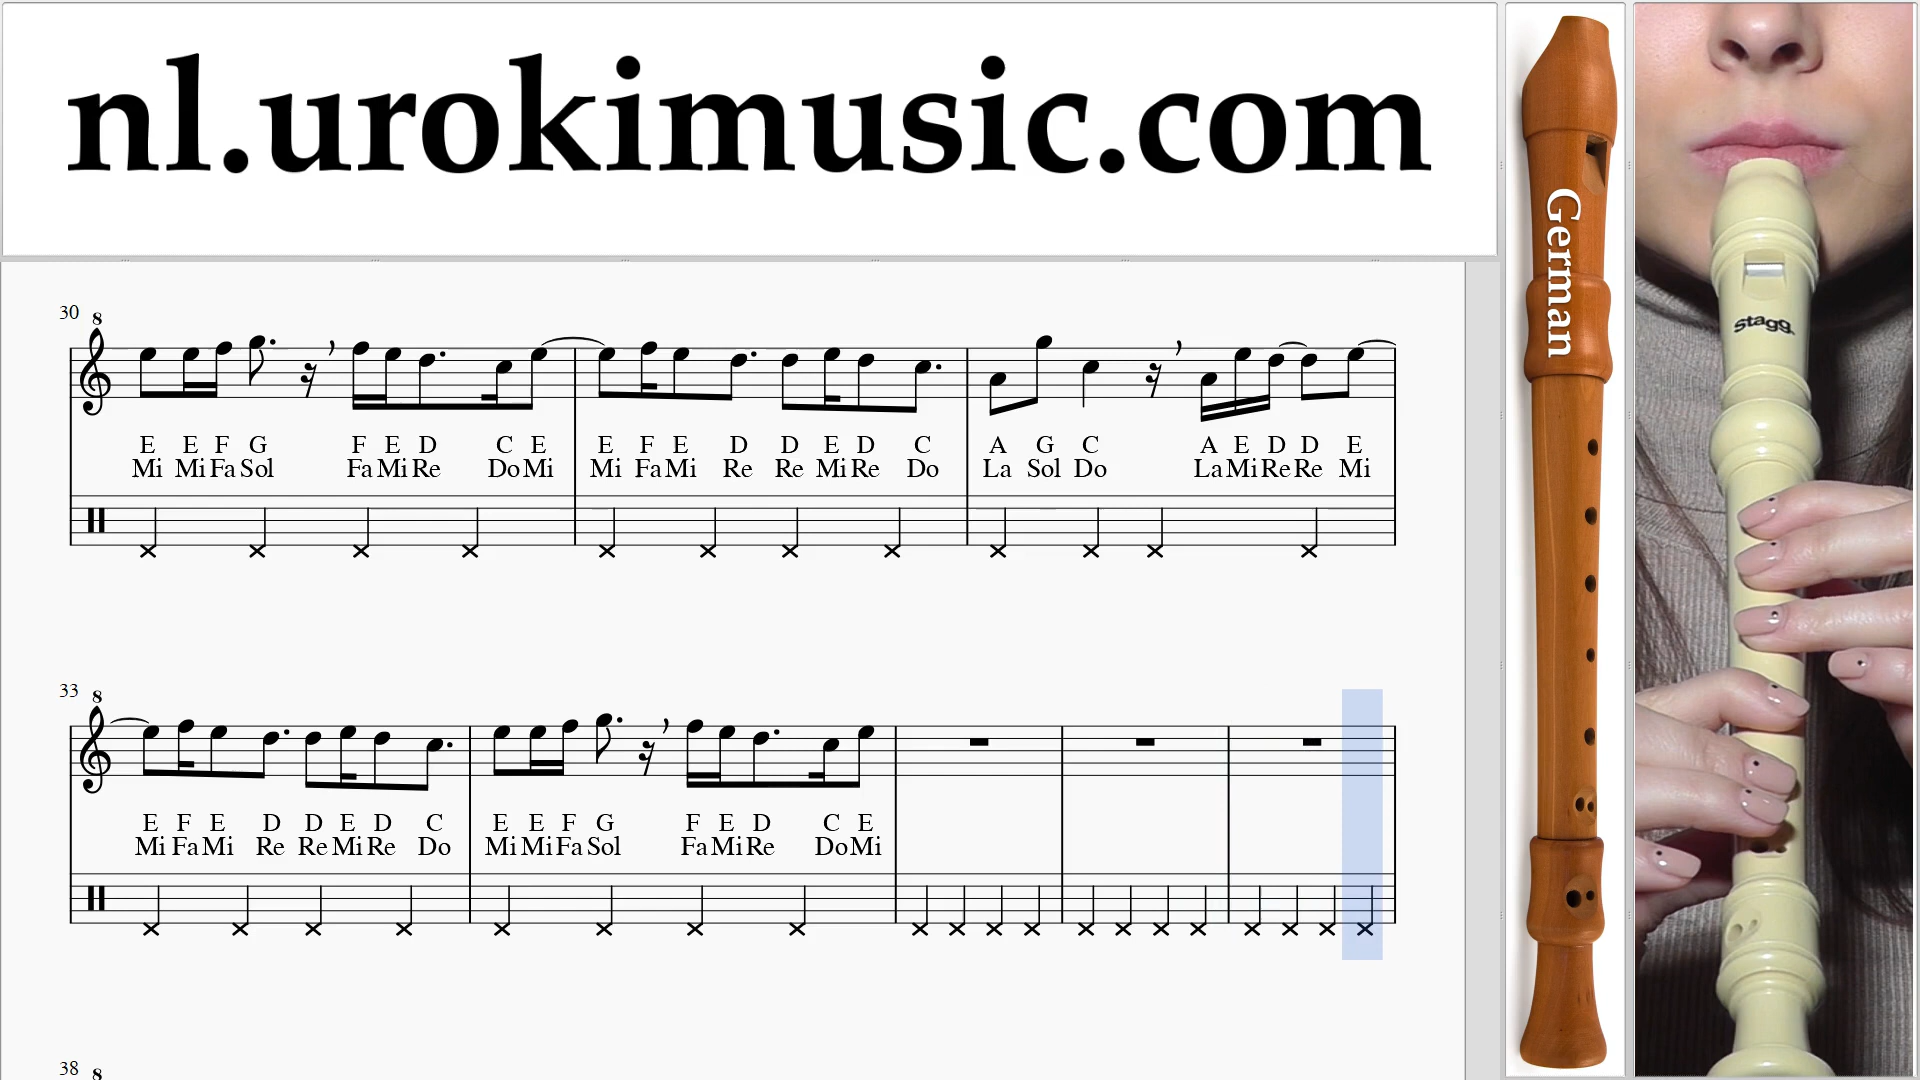 nl.urokimusic.com
German
Stagg
30
8
E E F G F E D C E E F E D D E D C A G C A E D D E
Mi Mi Fa Sol Fa Mi Re Do Mi Mi Fa Mi Re Re Mi Re Do La Sol Do La Mi Re Re Mi
33
8
E F E D D E D C E E F G F E D C E
Mi Fa Mi Re Re Mi Re Do Mi Mi Fa Sol Fa Mi Re Do Mi
38
8